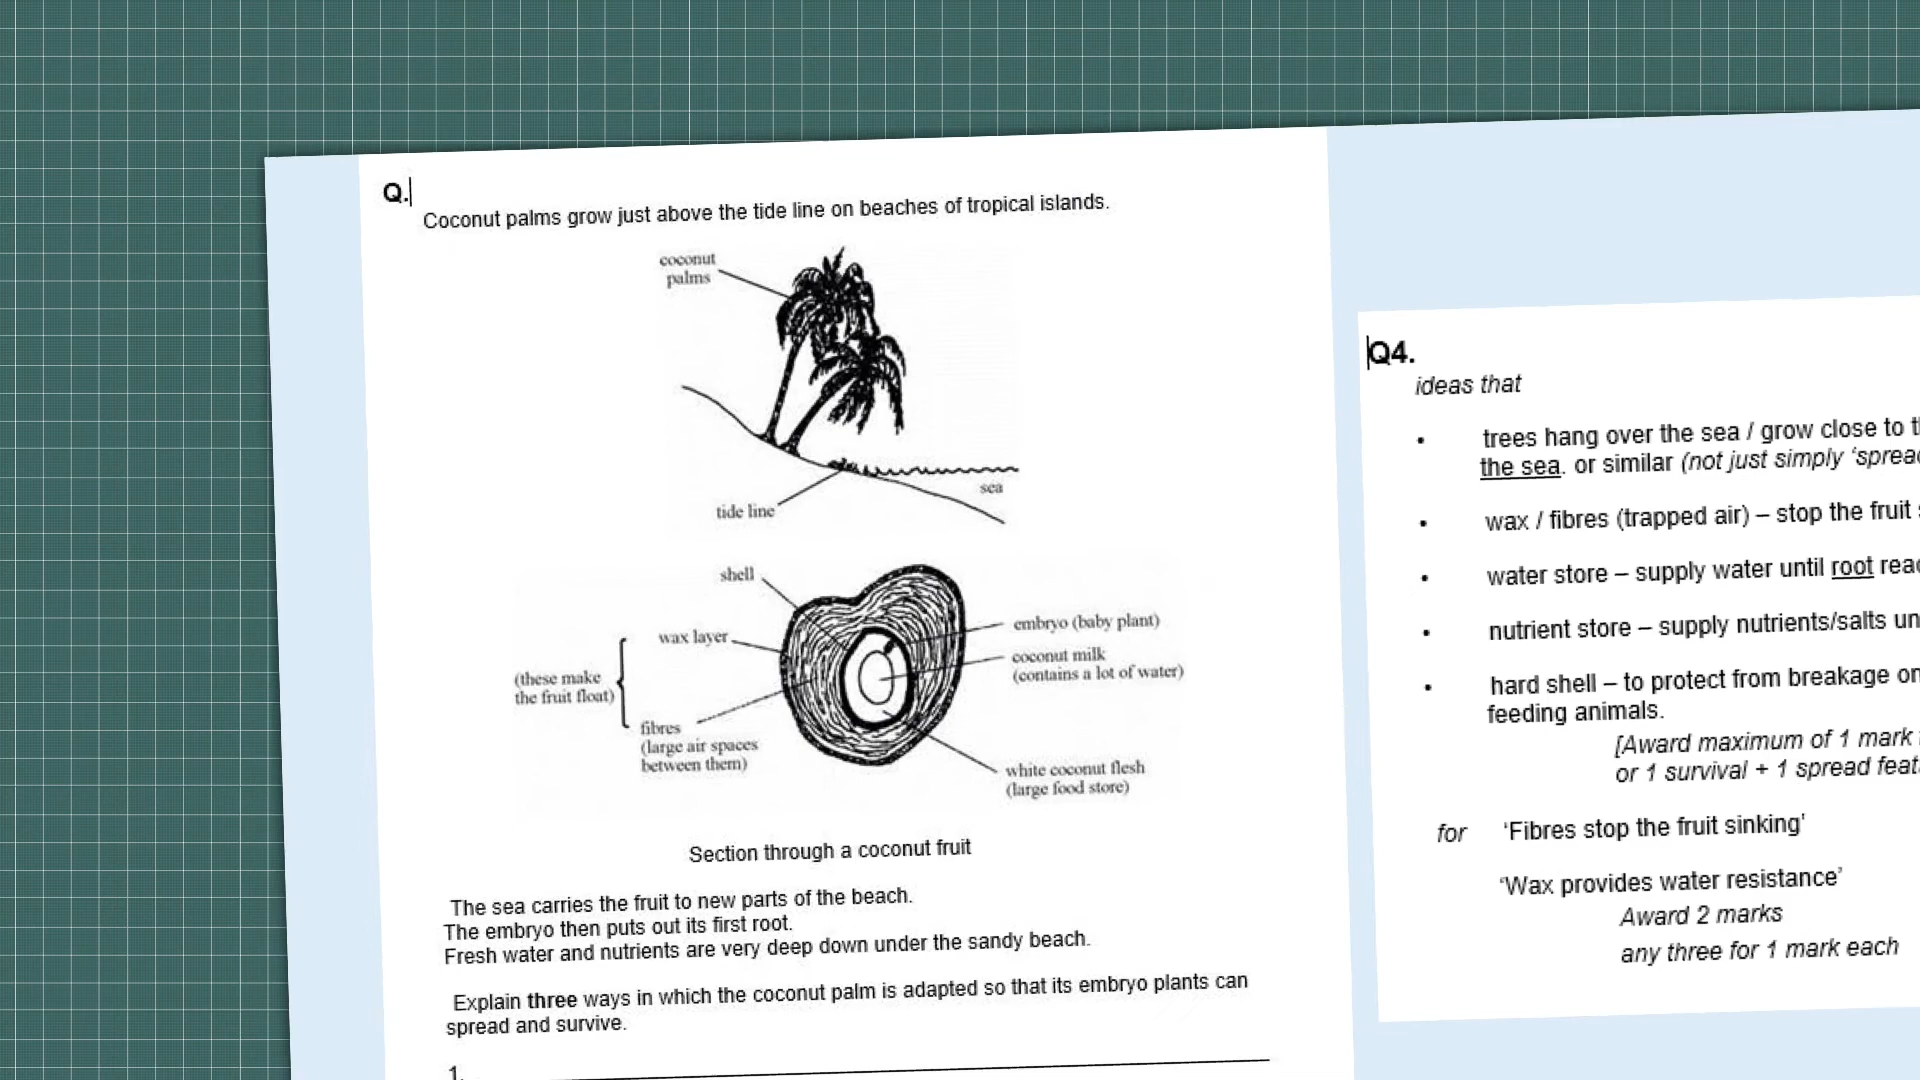 Q.
Coconut palms grow just above the tide line on beaches of tropical islands.
coconut
palms
sea
tide line
shell
wax layer
embryo (baby plant)
coconut milk
(contains a lot of water)
(these make
the fruit float)
fibres
(large air spaces
between them)
white coconut flesh
(large food store)
Section through a coconut fruit
The sea carries the fruit to new parts of the beach.
The embryo then puts out its first root.
Fresh water and nutrients are very deep down under the sandy beach.
Explain three ways in which the coconut palm is adapted so that its embryo plants can
spread and survive.
1.
Q4.
ideas that
• trees hang over the sea / grow close to
the sea. or similar (not just simply
• wax / fibres (trapped air) – stop the fruit
• water store – supply water until root
• nutrient store – supply nutrients/salts
• hard shell – to protect from breakage
feeding animals.
[Award maximum of 1 mark
or 1 survival + 1 spread
for 'Fibres stop the fruit sinking'
'Wax provides water resistance'
Award 2 marks
any three for 1 mark each